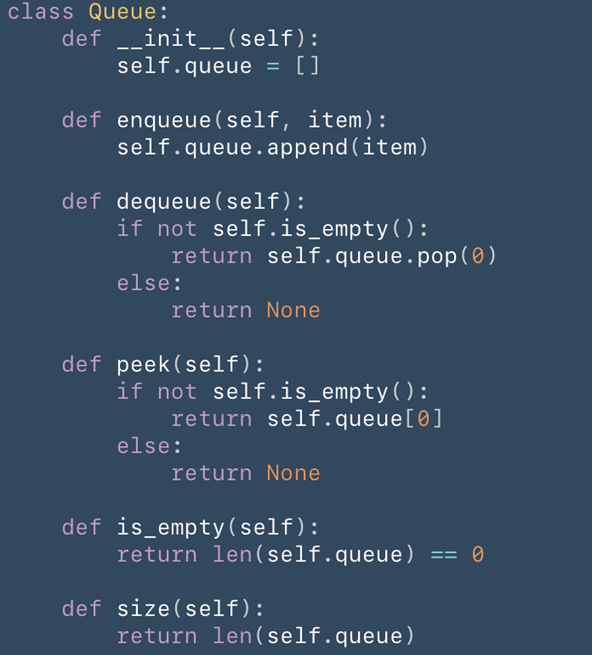 class Queue:
    def __init__(self):
        self.queue = []

    def enqueue(self, item):
        self.queue.append(item)

    def dequeue(self):
        if not self.is_empty():
            return self.queue.pop(0)
        else:
            return None

    def peek(self):
        if not self.is_empty():
            return self.queue[0]
        else:
            return None

    def is_empty(self):
        return len(self.queue) == 0

    def size(self):
        return len(self.queue)